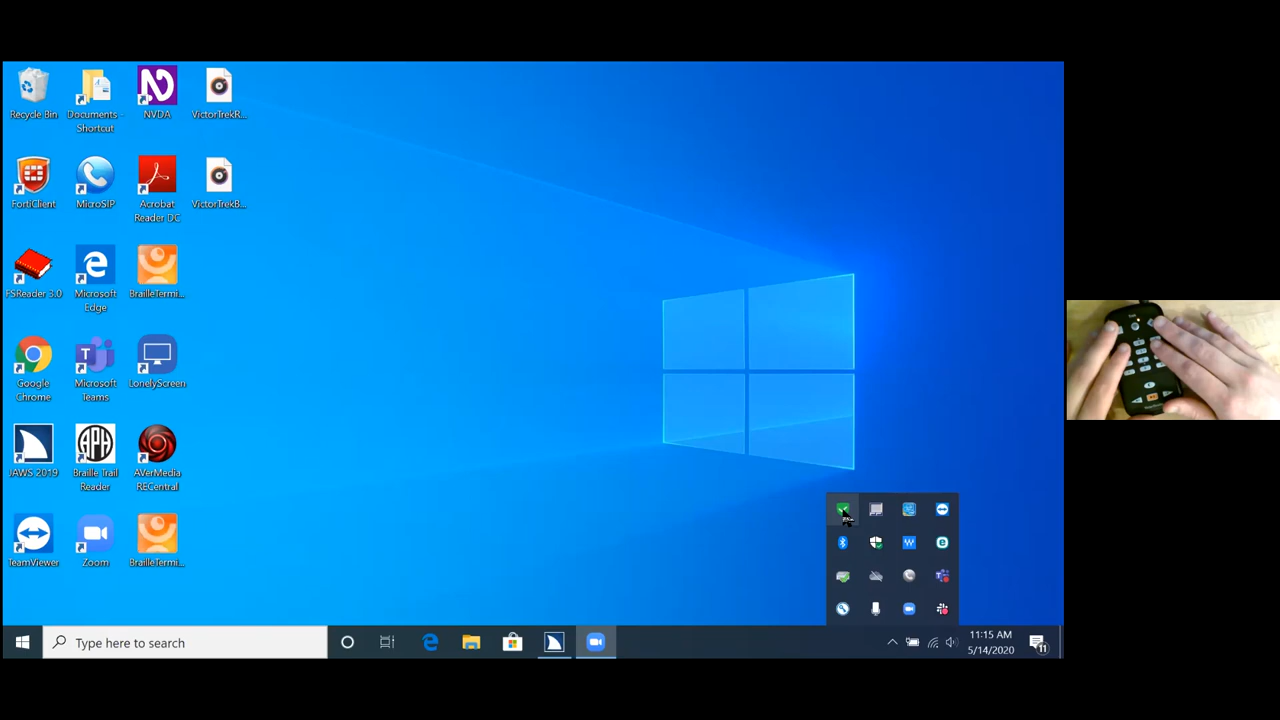 Recycle Bin
Documents -
Shortcut
NVDA
VictorTrekR...
FortiClient
MicroSIP
Acrobat
Reader DC
VictorTrekB...
FSReader 3.0
Microsoft
Edge
BrailleTermi...
Google
Chrome
Microsoft
Teams
LonelyScreen
JAWS 2019
APH
Braille Trail
Reader
AVerMedia
RECentral
TeamViewer
Zoom
BrailleTermi...
Type here to search
11:15 AM
5/14/2020
11